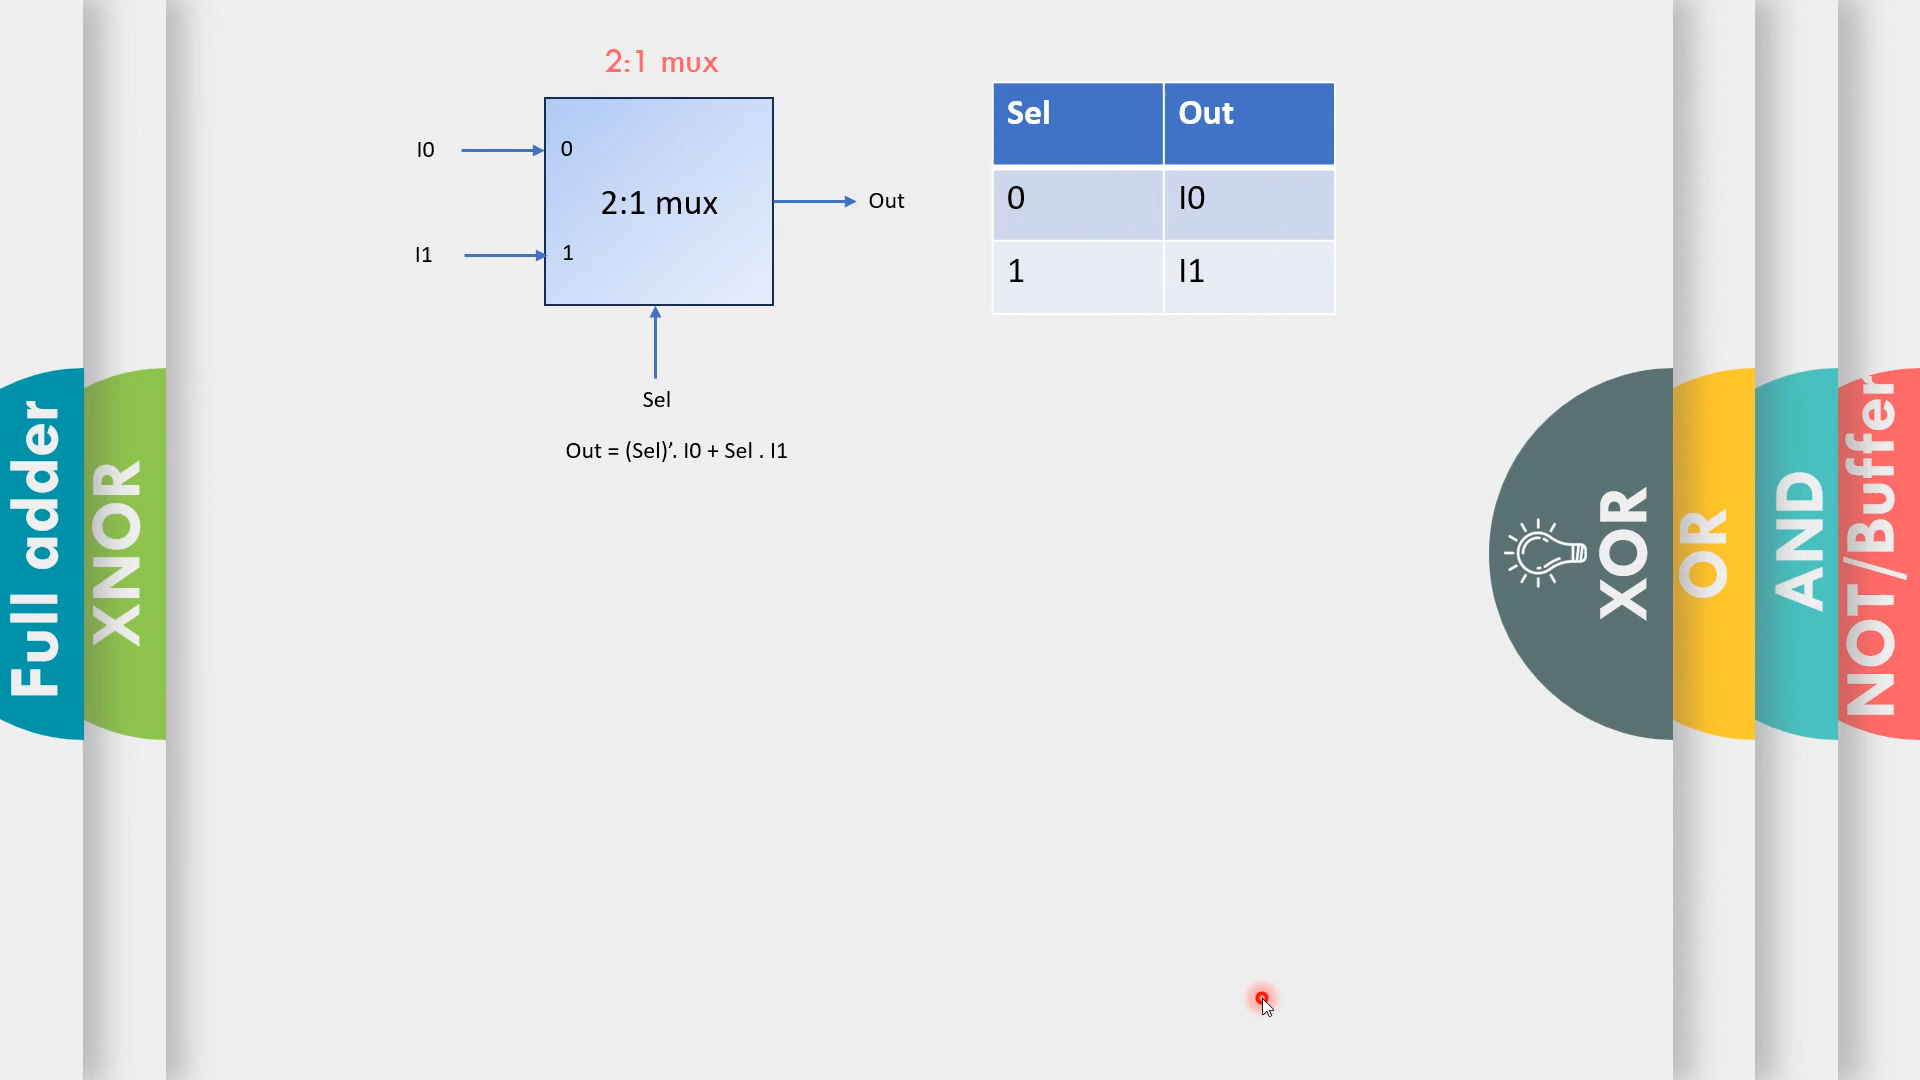 2:1 mux
I0
0
2:1 mux
Out
I1
1
Sel
Out = (Sel)’. I0 + Sel . I1
Sel Out
0 I0
1 I1
Full adder
XNOR
XOR
OR
AND
NOT /Buffer